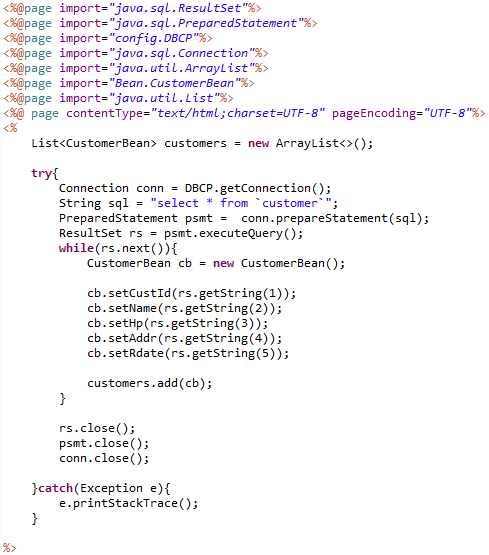 <%@page import="java.sql.ResultSet"%>
<%@page import="java.sql.PreparedStatement"%>
<%@page import="config.DBCP"%>
<%@page import="java.sql.Connection"%>
<%@page import="java.util.ArrayList"%>
<%@page import="Bean.CustomerBean"%>
<%@page import="java.util.List"%>
<%@ page contentType="text/html;charset=UTF-8" pageEncoding="UTF-8"%>
<%
    List<CustomerBean> customers = new ArrayList<>();

    try{
        Connection conn = DBCP.getConnection();
        String sql = "select * from `customer`";
        PreparedStatement psmt =  conn.prepareStatement(sql);
        ResultSet rs = psmt.executeQuery();
        while(rs.next()){
            CustomerBean cb = new CustomerBean();

            cb.setCustId(rs.getString(1));
            cb.setName(rs.getString(2));
            cb.setHp(rs.getString(3));
            cb.setAddr(rs.getString(4));
            cb.setRdate(rs.getString(5));

            customers.add(cb);
        }

        rs.close();
        psmt.close();
        conn.close();

    }catch(Exception e){
        e.printStackTrace();
    }

%>